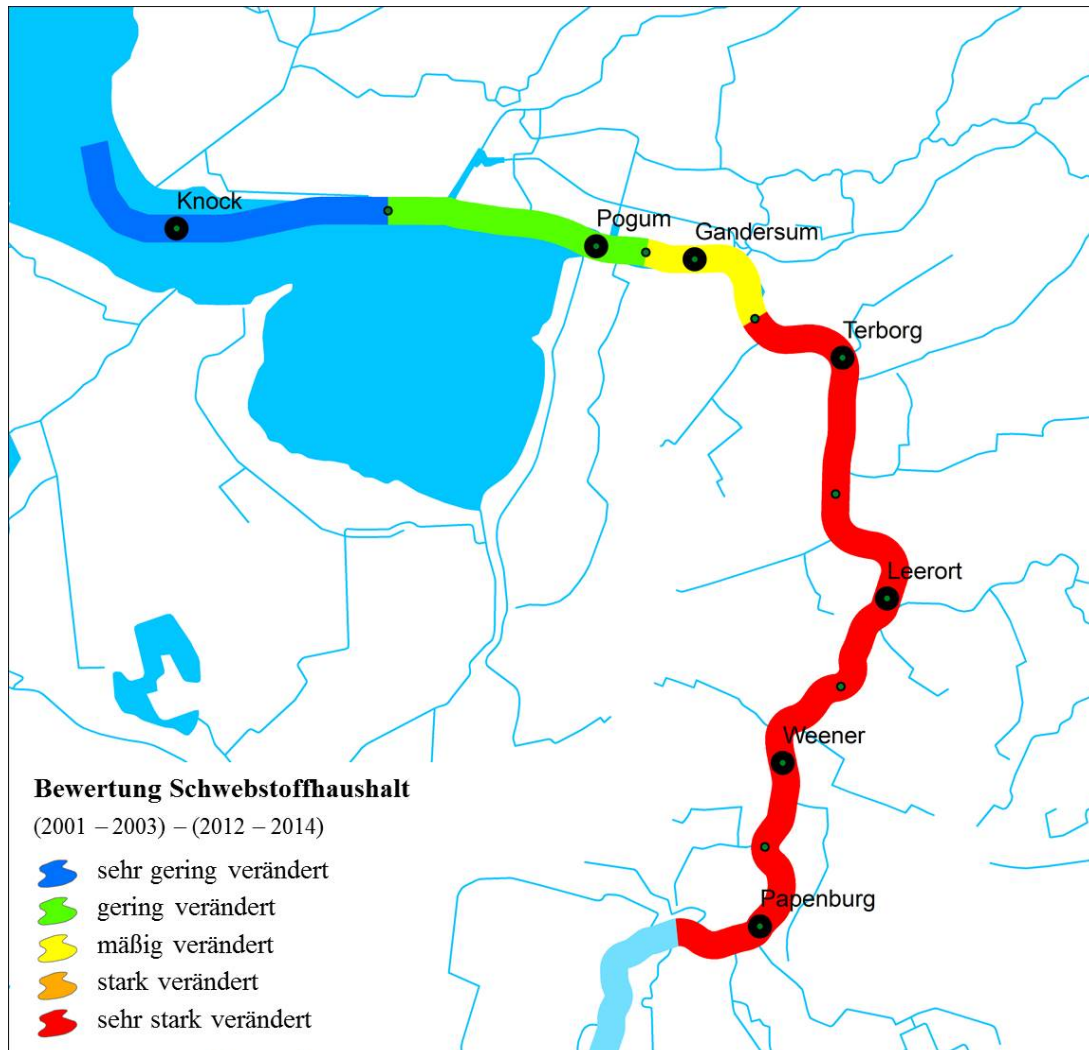 Knock
Pogum
Gandersum
Terborg
Leerort
Weener
Papenburg
Bewertung Schwebstoffhaushalt
(2001 – 2003) – (2012 – 2014)
sehr gering verändert
gering verändert
mäßig verändert
stark verändert
sehr stark verändert